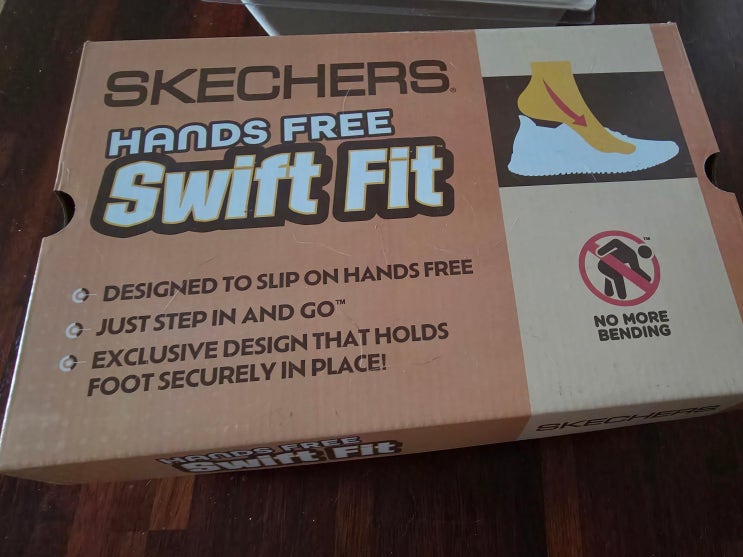 SKECHERS®
HANDS FREE
Swift Fit
DESIGNED TO SLIP ON HANDS FREE
JUST STEP IN AND GO™
EXCLUSIVE DESIGN THAT HOLDS
FOOT SECURELY IN PLACE!
™
NO MORE
BENDING
HANDS FREE
Swift Fit
SKECHERS